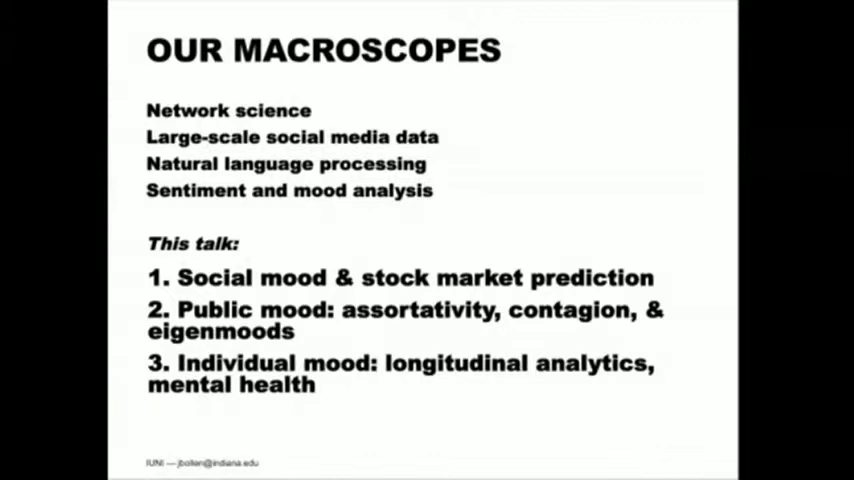 OUR MACROSCOPES
Network science
Large-scale social media data
Natural language processing
Sentiment and mood analysis
This talk:
1. Social mood & stock market prediction
2. Public mood: assortativity, contagion, &
eigenmoods
3. Individual mood: longitudinal analytics,
mental health
IUNI — jbollen@indiana.edu